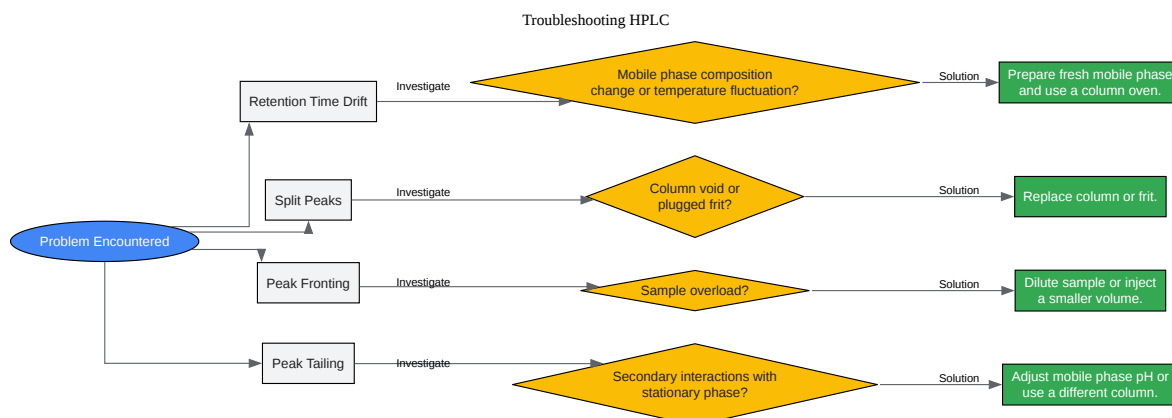 Troubleshooting HPLC
Retention Time Drift
Investigate
Mobile phase composition
change or temperature fluctuation?
Solution
Prepare fresh mobile phase
and use a column oven.
Split Peaks
Investigate
Column void or
plugged frit?
Solution
Replace column or frit.
Problem Encountered
Peak Fronting
Investigate
Sample overload?
Solution
Dilute sample or inject
a smaller volume.
Peak Tailing
Investigate
Secondary interactions with
stationary phase?
Solution
Adjust mobile phase pH or
use a different column.